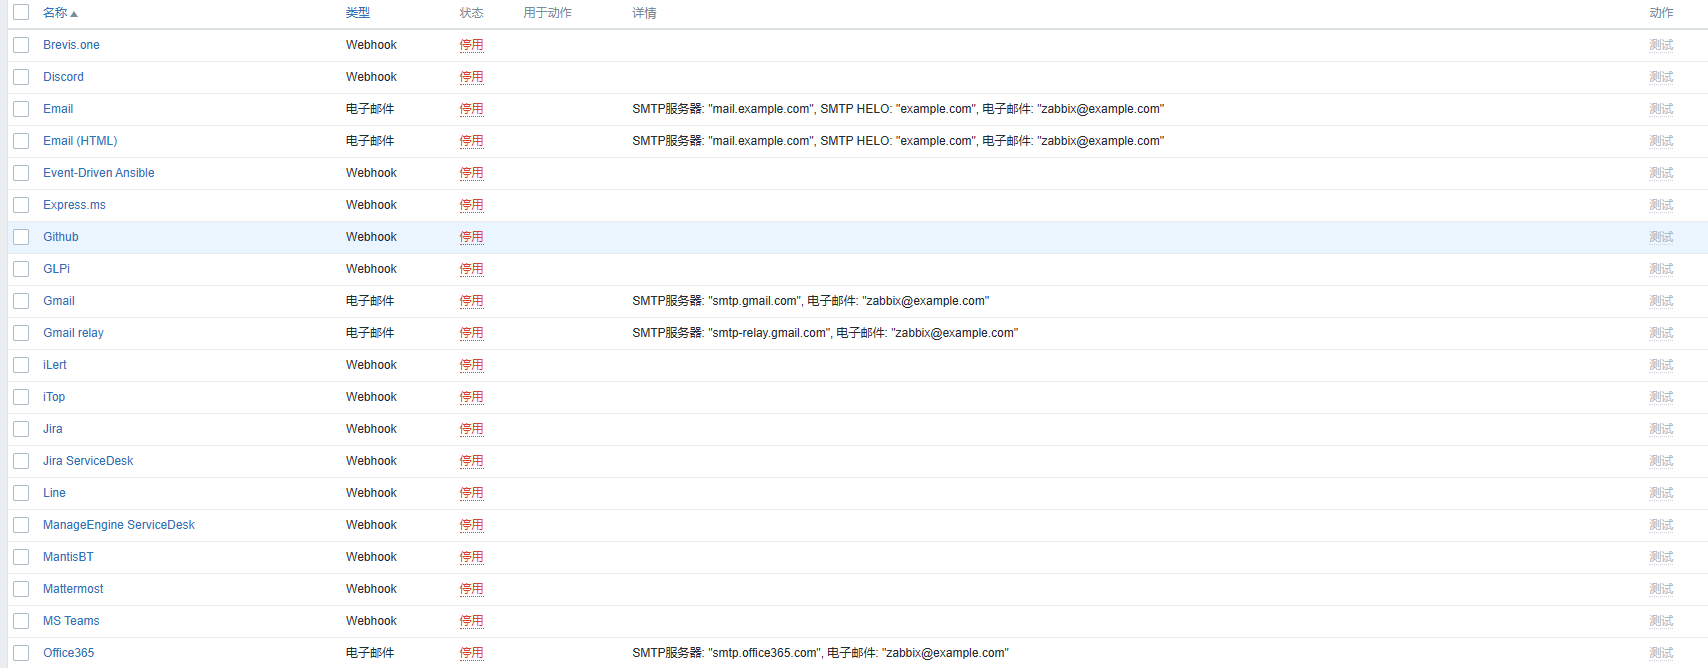 名称▲ 类型 状态 用于动作 详情 动作
Brevis.one Webhook 停用 测试
Discord Webhook 停用 测试
Email 电子邮件 停用 SMTP服务器: "mail.example.com", SMTP HELO: "example.com", 电子邮件: "zabbix@example.com" 测试
Email (HTML) 电子邮件 停用 SMTP服务器: "mail.example.com", SMTP HELO: "example.com", 电子邮件: "zabbix@example.com" 测试
Event-Driven Ansible Webhook 停用 测试
Express.ms Webhook 停用 测试
Github Webhook 停用 测试
GLPi Webhook 停用 测试
Gmail 电子邮件 停用 SMTP服务器: "smtp.gmail.com", 电子邮件: "zabbix@example.com" 测试
Gmail relay 电子邮件 停用 SMTP服务器: "smtp-relay.gmail.com", 电子邮件: "zabbix@example.com" 测试
iLert Webhook 停用 测试
iTop Webhook 停用 测试
Jira Webhook 停用 测试
Jira ServiceDesk Webhook 停用 测试
Line Webhook 停用 测试
ManageEngine ServiceDesk Webhook 停用 测试
MantisBT Webhook 停用 测试
Mattermost Webhook 停用 测试
MS Teams Webhook 停用 测试
Office365 电子邮件 停用 SMTP服务器: "smtp.office365.com", 电子邮件: "zabbix@example.com" 测试